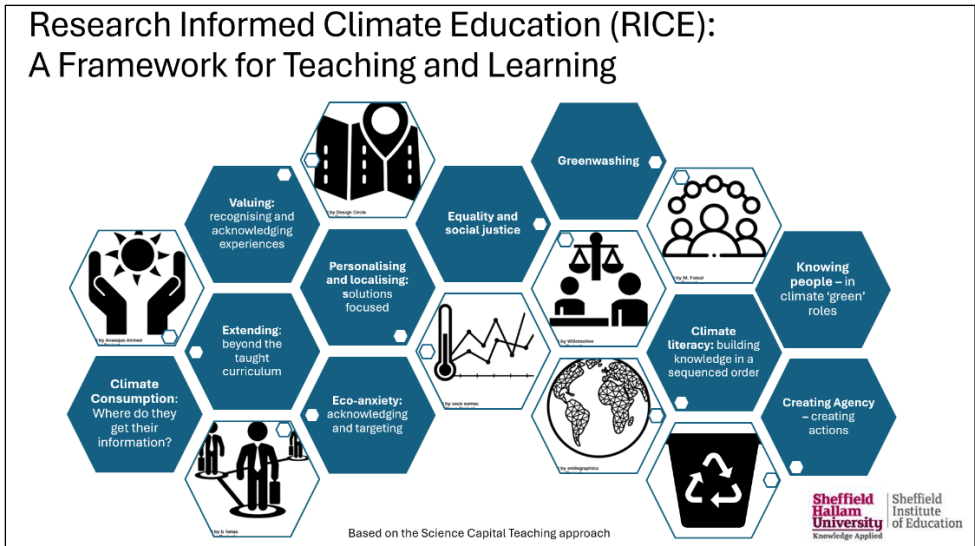 Research Informed Climate Education (RICE):
A Framework for Teaching and Learning
Greenwashing
Valuing:
recognising and
acknowledging
experiences
by Design Circle
Equality and
social justice
by M. Faisal
Personalising
and localising:
solutions
focused
Knowing
people – in
climate ‘green’
roles
by Aneeque Ahmed
Extending:
beyond the
taught
curriculum
by WEcreative
Climate
literacy: building
knowledge in a
sequenced order
Climate
Consumption:
Where do they
get their
information?
Eco-anxiety:
acknowledging
and targeting
Creating Agency
– creating
actions
Based on the Science Capital Teaching approach
Sheffield
Hallam
University
Knowledge Applied
Sheffield
Institute
of Education